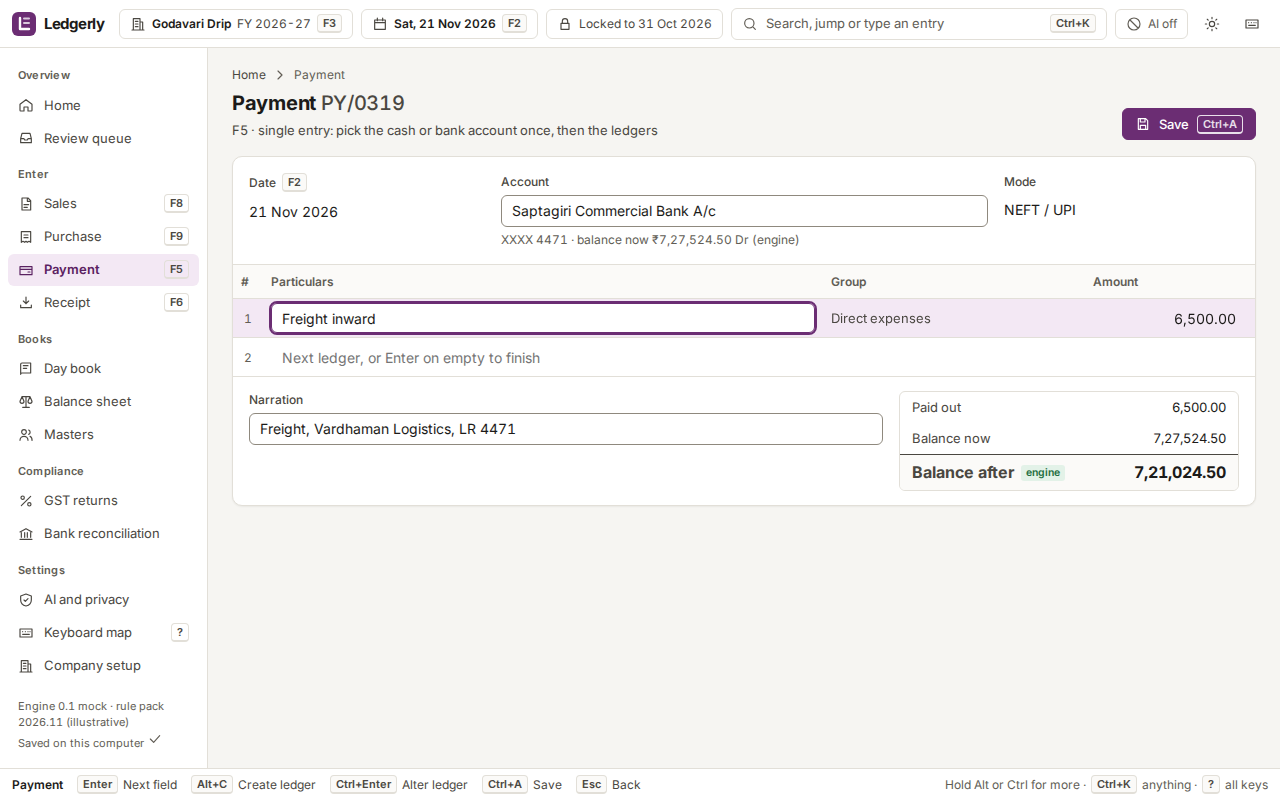 Ledgerly
Godavari Drip FY 2026-27 F3
Sat, 21 Nov 2026 F2
Locked to 31 Oct 2026
Search, jump or type an entry Ctrl+K
AI off
Overview
Home
Review queue
Enter
Sales F8
Purchase F9
Payment F5
Receipt F6
Books
Day book
Balance sheet
Masters
Compliance
GST returns
Bank reconciliation
Settings
AI and privacy
Keyboard map ?
Company setup
Engine 0.1 mock · rule pack
2026.11 (illustrative)
Saved on this computer
Home > Payment
Payment PY/0319
F5 · single entry: pick the cash or bank account once, then the ledgers
Save Ctrl+A
Date F2
21 Nov 2026
Account
Saptagiri Commercial Bank A/c
XXXX 4471 · balance now ₹7,27,524.50 Dr (engine)
Mode
NEFT / UPI
# Particulars Group Amount
1 Freight inward Direct expenses 6,500.00
2 Next ledger, or Enter on empty to finish
Narration
Freight, Vardhaman Logistics, LR 4471
Paid out 6,500.00
Balance now 7,27,524.50
Balance after engine 7,21,024.50
Payment Enter Next field Alt+C Create ledger Ctrl+Enter Alter ledger Ctrl+A Save Esc Back
Hold Alt or Ctrl for more · Ctrl+K anything · ? all keys